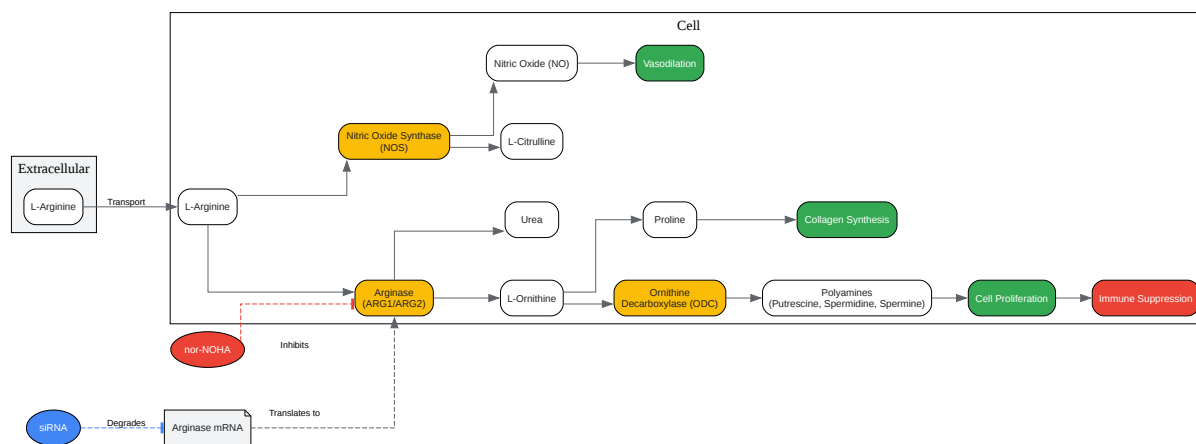 Cell
Nitric Oxide (NO)
Vasodilation
Nitric Oxide Synthase
(NOS)
L-Citrulline
Extracellular
L-Arginine
Transport
L-Arginine
Urea
Proline
Collagen Synthesis
Arginase
(ARG1/ARG2)
L-Ornithine
Ornithine
Decarboxylase (ODC)
Polyamines
(Putrescine, Spermidine, Spermine)
Cell Proliferation
Immune Suppression
nor-NOHA
Inhibits
siRNA
Degrades
Arginase mRNA
Translates to